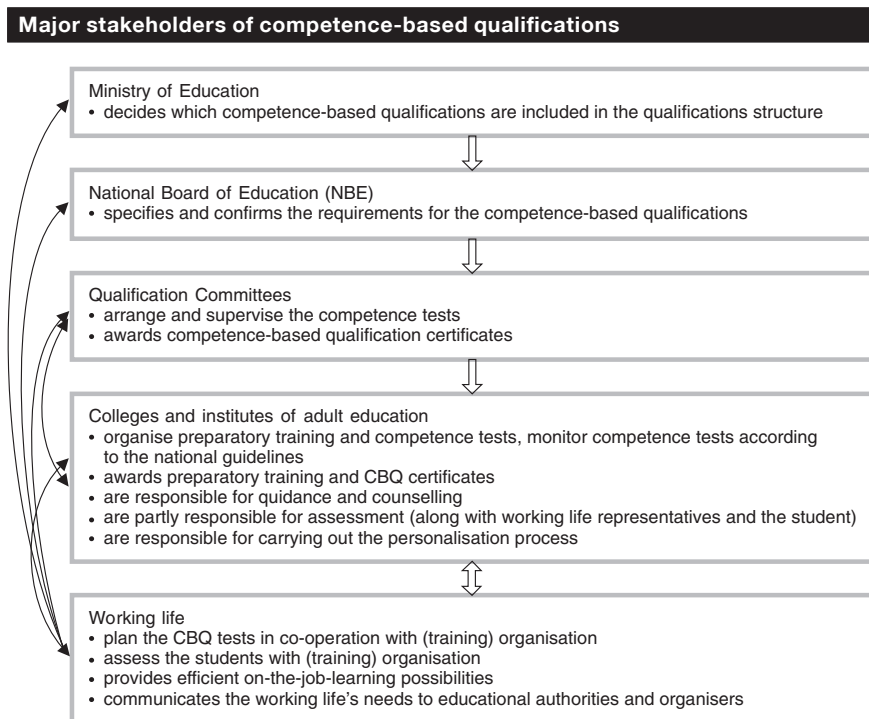 Major stakeholders of competence-based qualifications
Ministry of Education
• decides which competence-based qualifications are included in the qualifications structure
National Board of Education (NBE)
• specifies and confirms the requirements for the competence-based qualifications
Qualification Committees
• arrange and supervise the competence tests
• awards competence-based qualification certificates
Colleges and institutes of adult education
• organise preparatory training and competence tests, monitor competence tests according
to the national guidelines
• awards preparatory training and CBQ certificates
• are responsible for quidance and counselling
• are partly responsible for assessment (along with working life representatives and the student)
• are responsible for carrying out the personalisation process
Working life
• plan the CBQ tests in co-operation with (training) organisation
• assess the students with (training) organisation
• provides efficient on-the-job-learning possibilities
• communicates the working life's needs to educational authorities and organisers